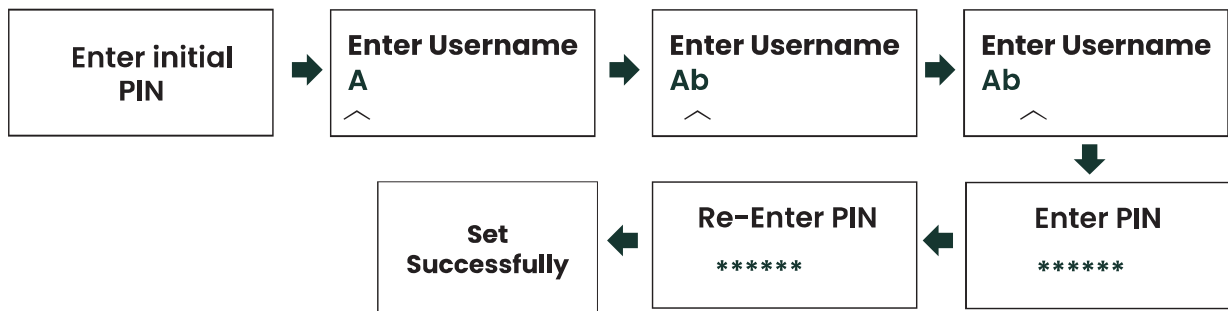 Enter initial
PIN
Enter Username
A
Enter Username
Ab
Enter Username
Ab
Enter PIN
******
Re-Enter PIN
******
Set
Successfully